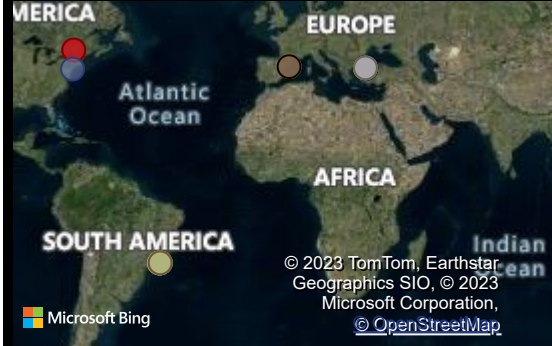 MERICA
EUROPE
Atlantic
Ocean
AFRICA
SOUTH AMERICA
Indian
Ocean
© 2023 TomTom, Earthstar
Geographics SIO, © 2023
Microsoft Corporation,
© OpenStreetMap
Microsoft Bing